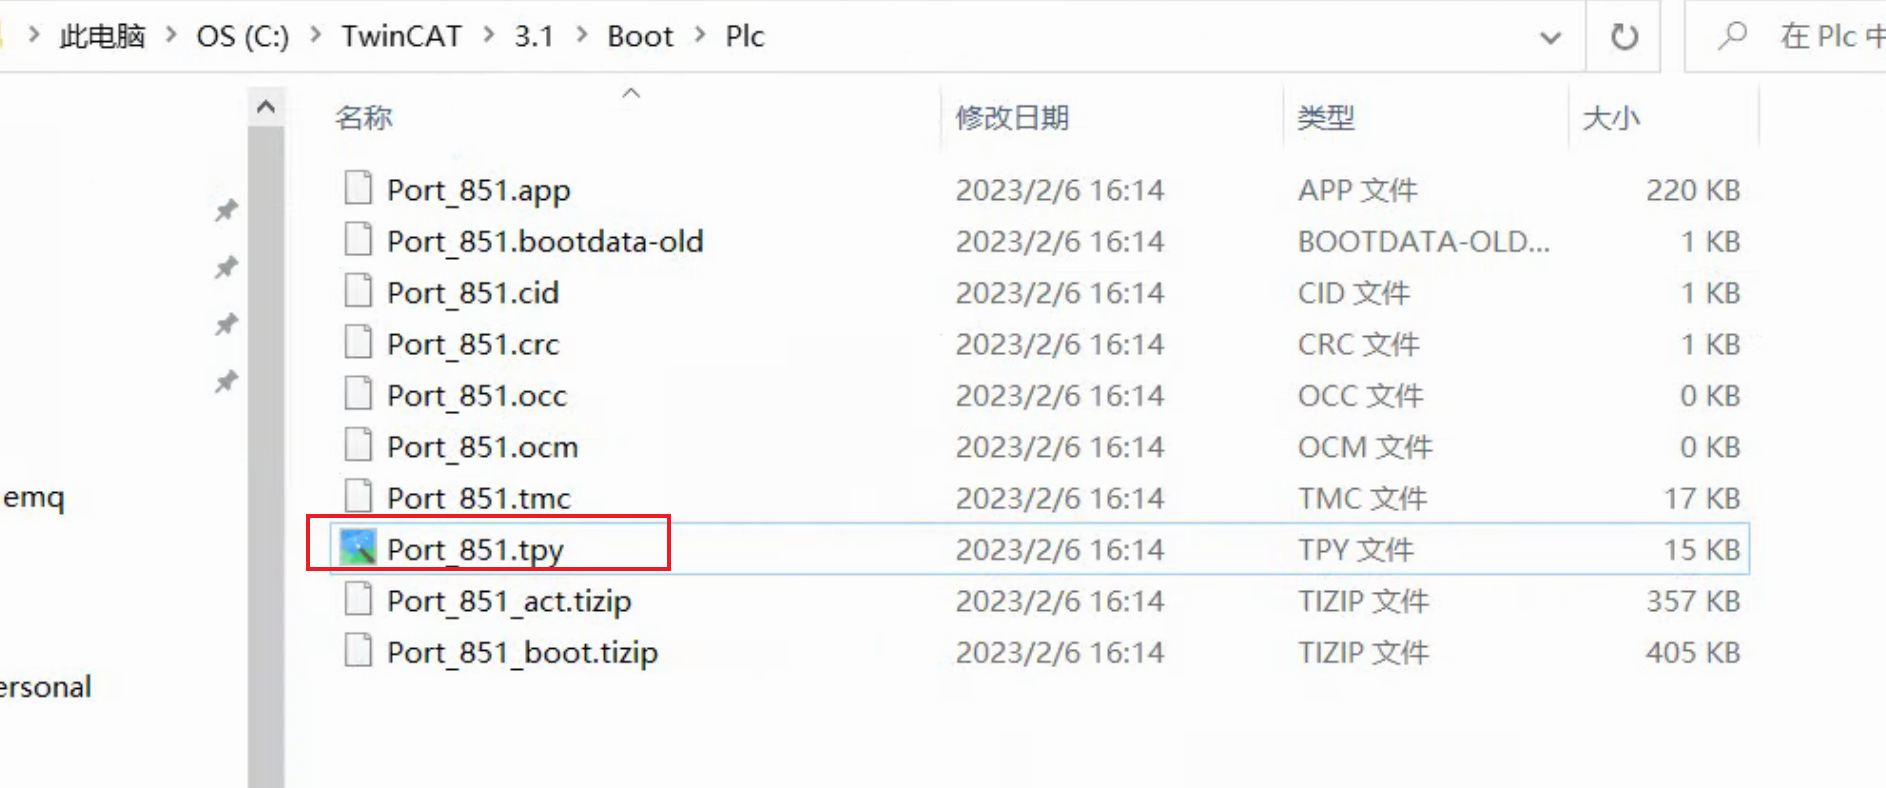 此电脑 > OS (C:) > TwinCAT > 3.1 > Boot > Plc 在 Plc 中
名称 修改日期 类型 大小
Port_851.app 2023/2/6 16:14 APP 文件 220 KB
Port_851.bootdata-old 2023/2/6 16:14 BOOTDATA-OLD... 1 KB
Port_851.cid 2023/2/6 16:14 CID 文件 1 KB
Port_851.crc 2023/2/6 16:14 CRC 文件 1 KB
Port_851.occ 2023/2/6 16:14 OCC 文件 0 KB
Port_851.ocm 2023/2/6 16:14 OCM 文件 0 KB
emq
Port_851.tmc 2023/2/6 16:14 TMC 文件 17 KB
Port_851.tpy 2023/2/6 16:14 TPY 文件 15 KB
Port_851_act.tizip 2023/2/6 16:14 TIZIP 文件 357 KB
Port_851_boot.tizip 2023/2/6 16:14 TIZIP 文件 405 KB
ersonal